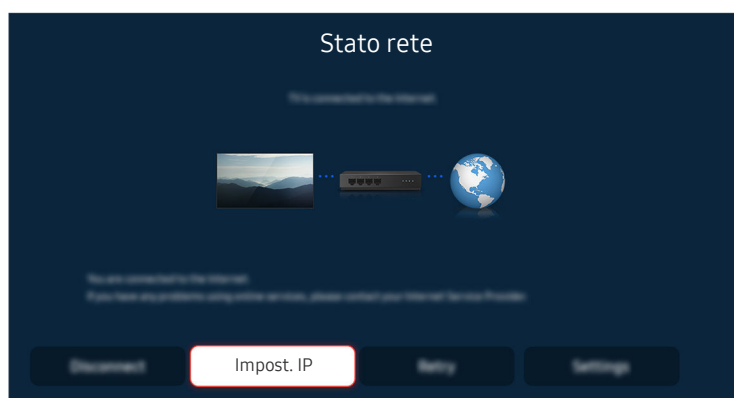 Stato rete
TV is connected to the Internet.
You are connected to the Internet.
If you have any problems using online services, please contact your Internet Service Provider.
Disconnect
Impost. IP
Retry
Settings